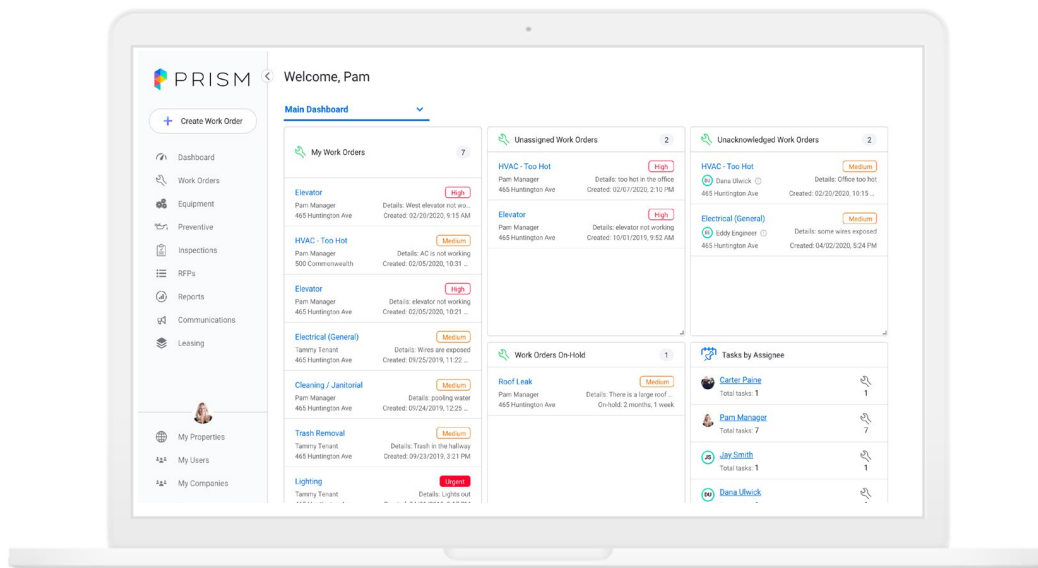 PRISM
Welcome, Pam
Main Dashboard
Create Work Order
Dashboard
Work Orders
Equipment
Preventive
Inspections
RFPs
Reports
Communications
Leasing
My Properties
My Users
My Companies
My Work Orders 7
Elevator High
Pam Manager Details: West elevator not wo...
465 Huntington Ave Created: 02/20/2020, 9:15 AM
HVAC - Too Hot Medium
Pam Manager Details: AC is not working
500 Commonwealth Created: 02/05/2020, 10:31 ...
Elevator High
Pam Manager Details: elevator not working
465 Huntington Ave Created: 02/05/2020, 10:21 ...
Electrical (General) Medium
Tammy Tenant Details: Wires are exposed
465 Huntington Ave Created: 09/25/2019, 11:22 ...
Cleaning / Janitorial Medium
Pam Manager Details: pooling water
465 Huntington Ave Created: 09/24/2019, 12:25 ...
Trash Removal Medium
Tammy Tenant Details: Trash in the hallway
465 Huntington Ave Created: 09/23/2019, 3:21 PM
Lighting Urgent
Tammy Tenant Details: Lights out
Unassigned Work Orders 2
HVAC - Too Hot High
Pam Manager Details: too hot in the office
465 Huntington Ave Created: 02/07/2020, 2:10 PM
Elevator High
Pam Manager Details: elevator not working
465 Huntington Ave Created: 10/01/2019, 9:52 AM
Unacknowledged Work Orders 2
HVAC - Too Hot Medium
DU Dana Ulwick Details: Office too hot
465 Huntington Ave Created: 02/20/2020, 10:15 ...
Electrical (General) Medium
EE Eddy Engineer Details: some wires exposed
465 Huntington Ave Created: 04/02/2020, 5:24 PM
Work Orders On-Hold 1
Roof Leak Medium
Pam Manager Details: There is a large roof ...
465 Huntington Ave On-hold: 2 months, 1 week
Tasks by Assignee
Carter Paine
Total tasks: 1 1
Pam Manager
Total tasks: 7 7
JS Jay Smith
Total tasks: 1 1
DU Dana Ulwick